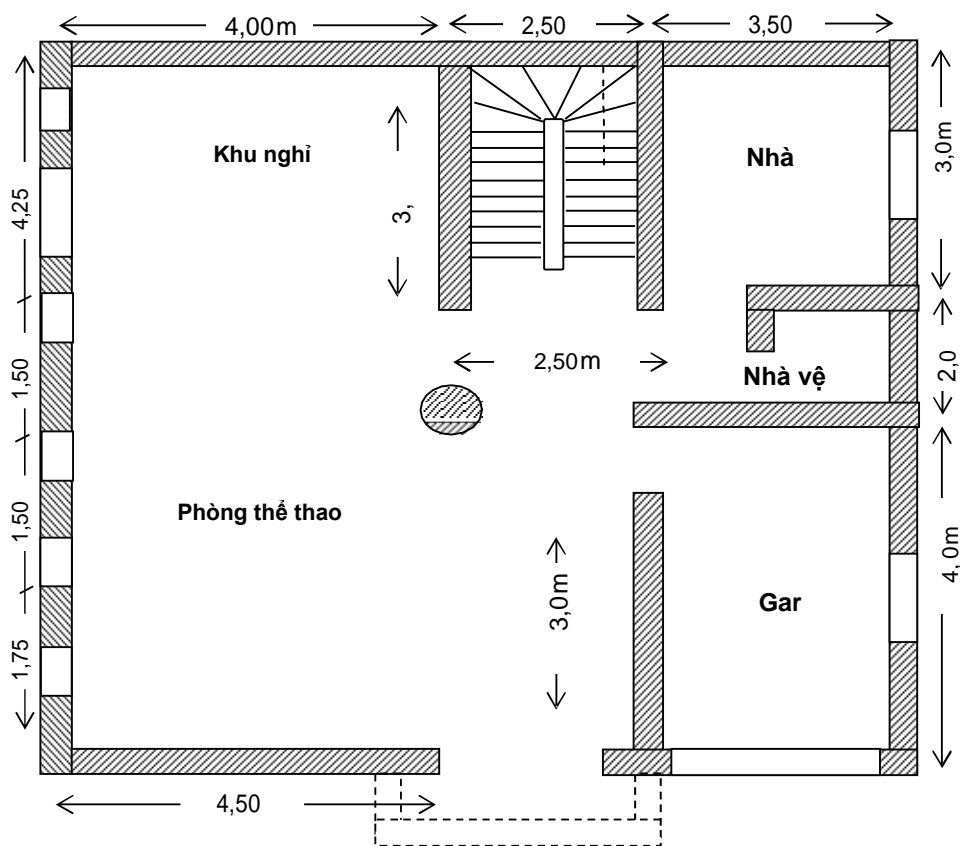 4,00m 2,50 3,50
Khu nghỉ
Nhà
3,0m
4,25
3,
2,50m
Nhà vệ
2,0
1,50
Phòng thể thao
1,50
3,0m
Gar
4,0m
1,75
4,50